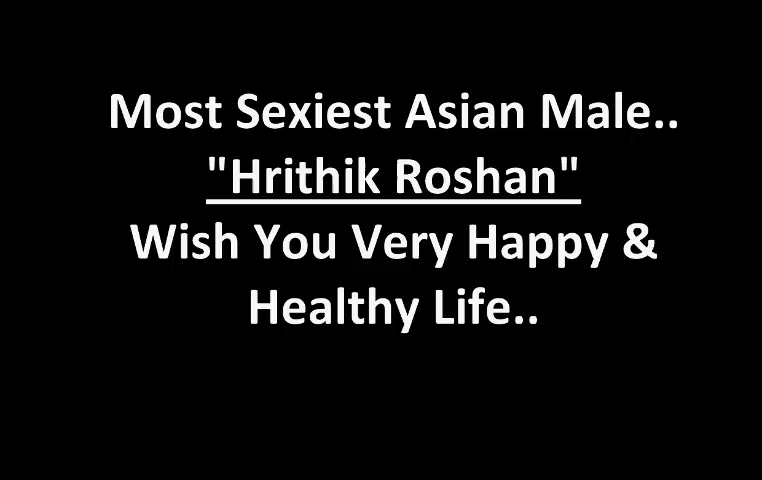 Most Sexiest Asian Male..
"Hrithik Roshan"
Wish You Very Happy &
Healthy Life..